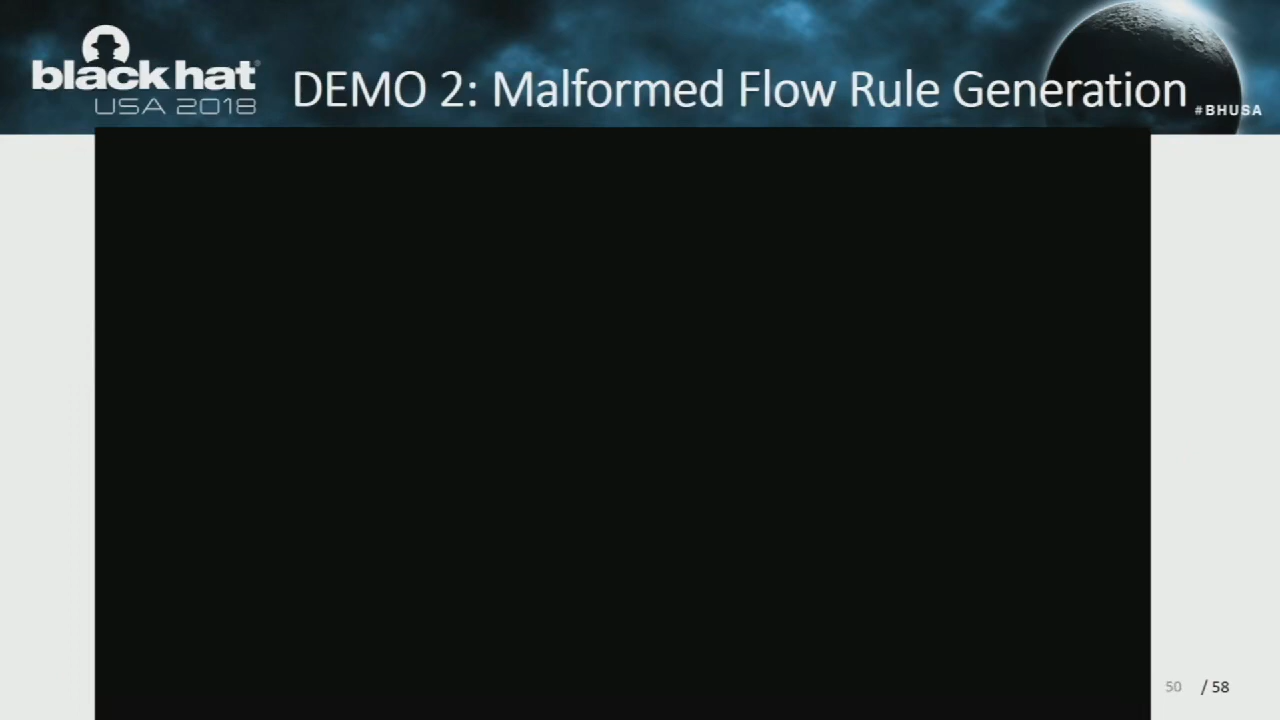 black hat
USA 2018
DEMO 2: Malformed Flow Rule Generation
#BHUSA
50 / 58